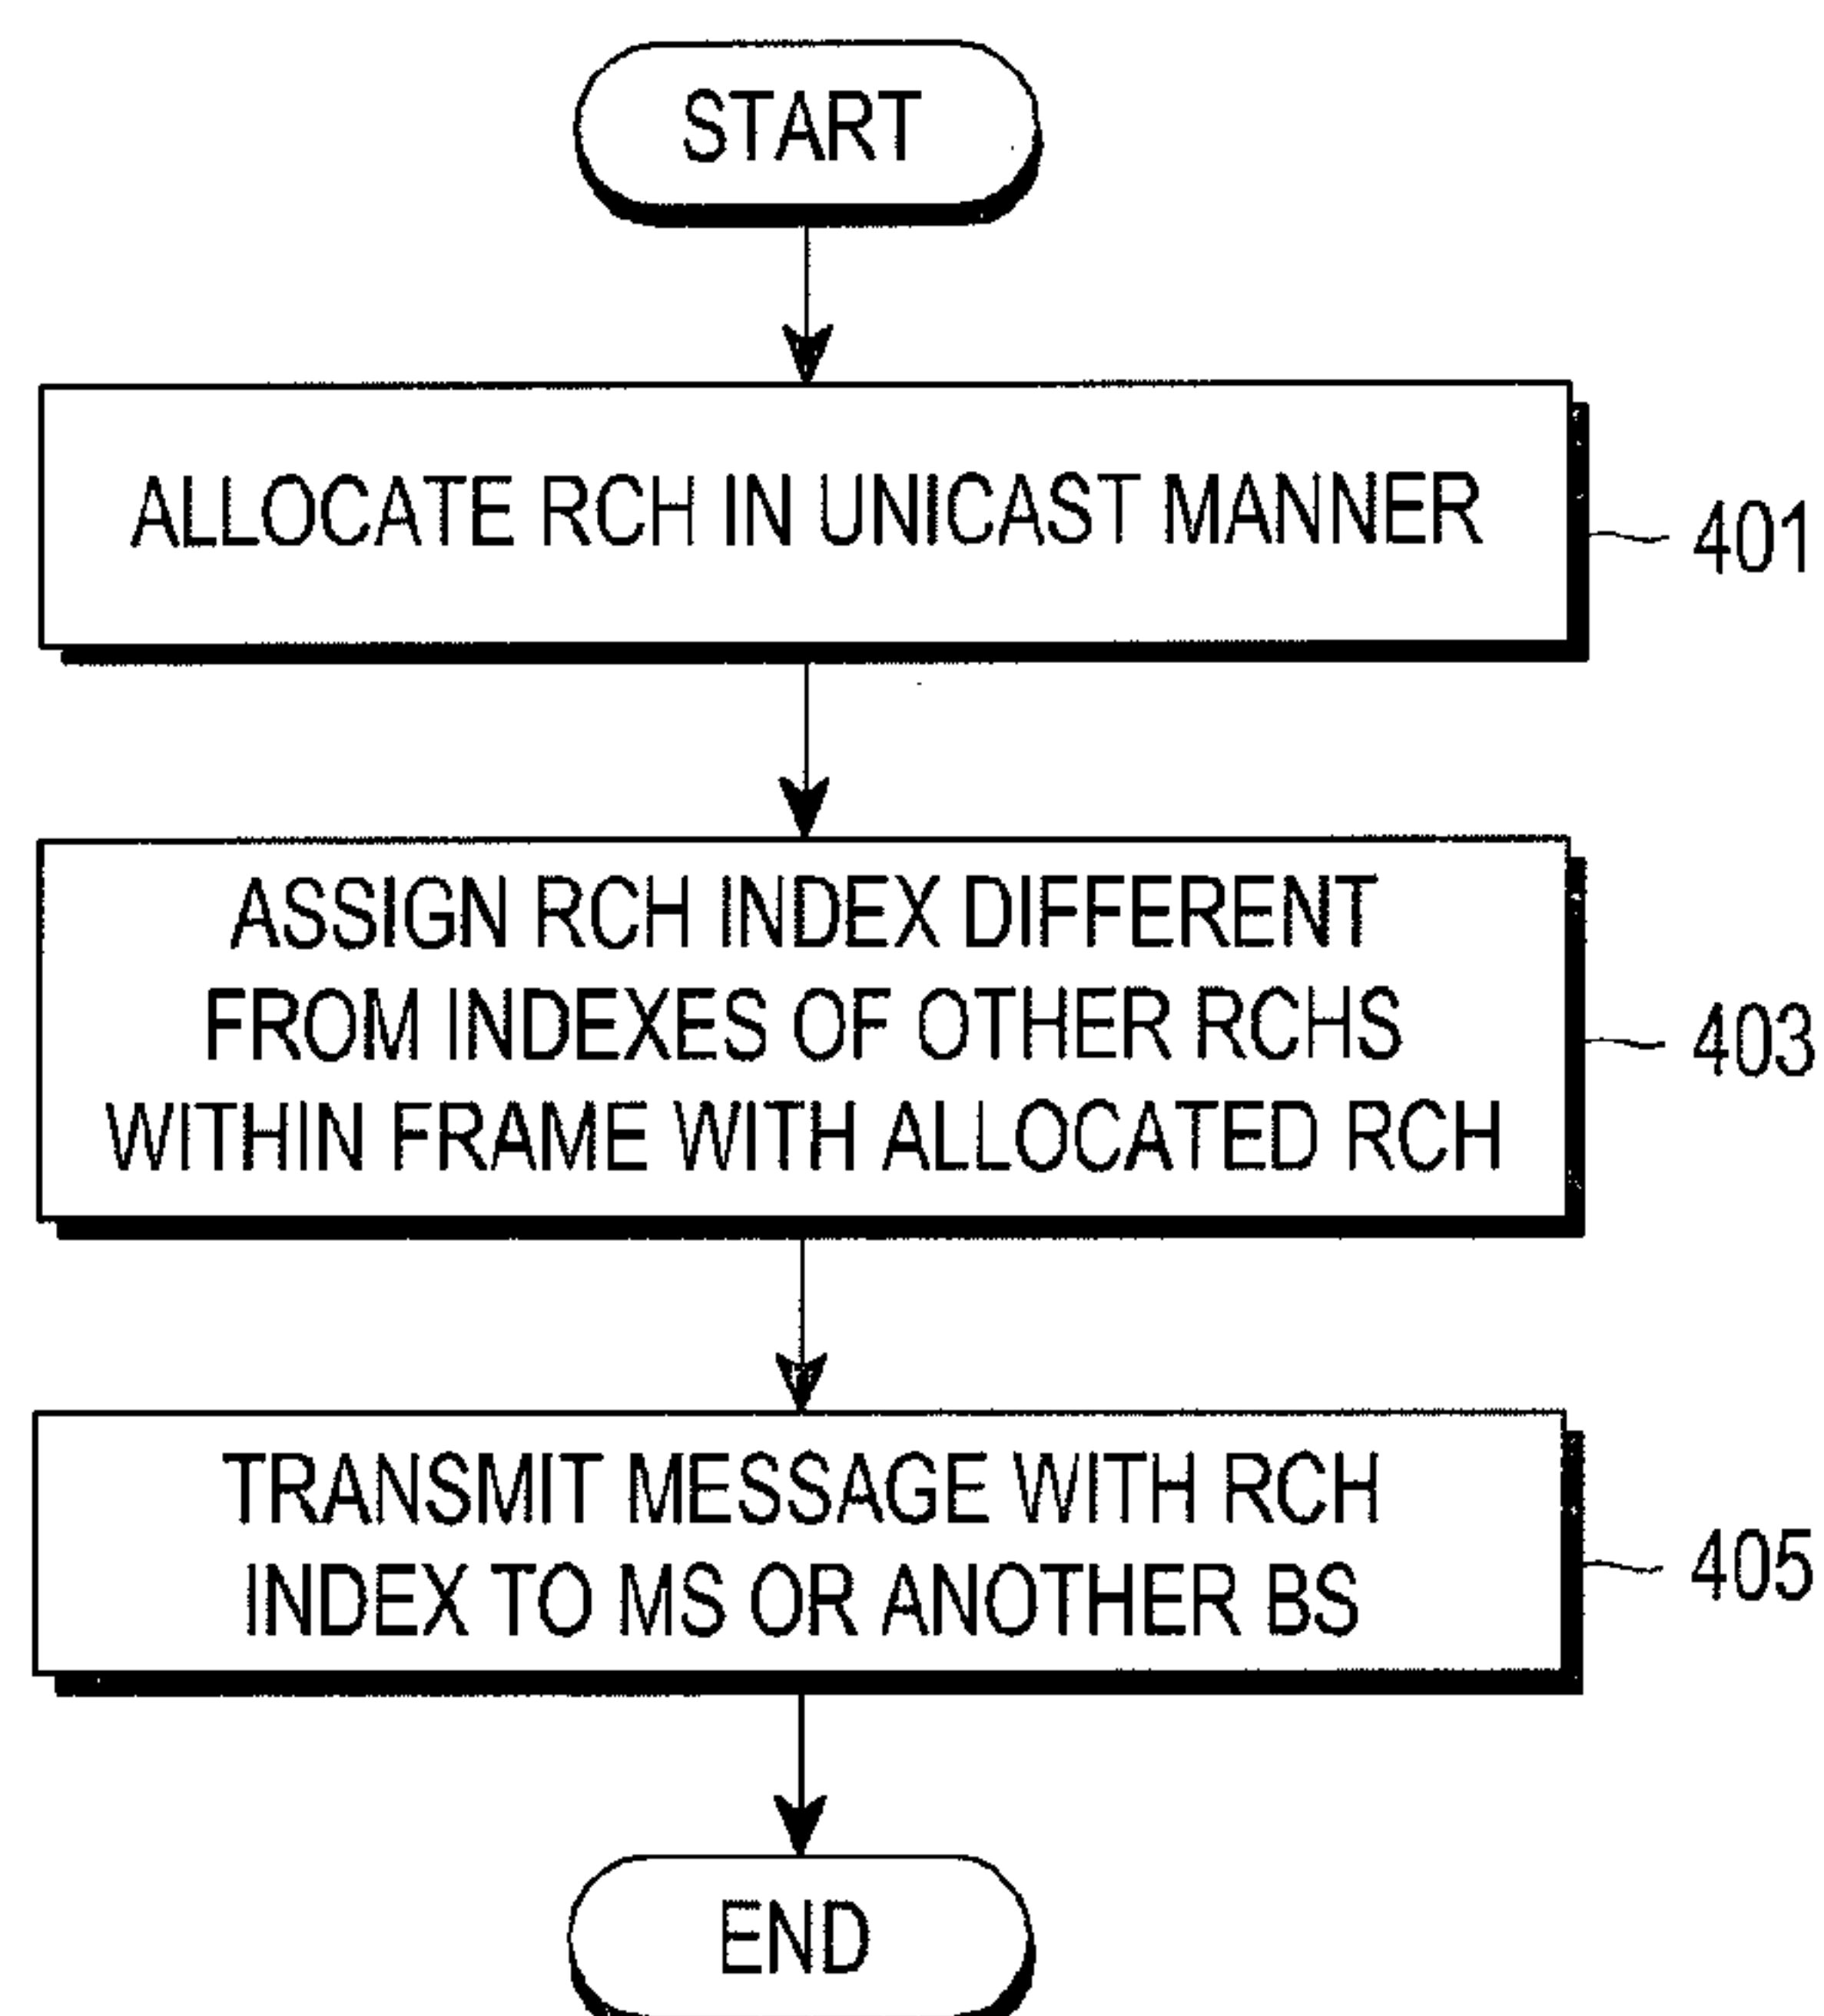 START
ALLOCATE RCH IN UNICAST MANNER
401
ASSIGN RCH INDEX DIFFERENT
FROM INDEXES OF OTHER RCHS
WITHIN FRAME WITH ALLOCATED RCH
403
TRANSMIT MESSAGE WITH RCH
INDEX TO MS OR ANOTHER BS
405
END